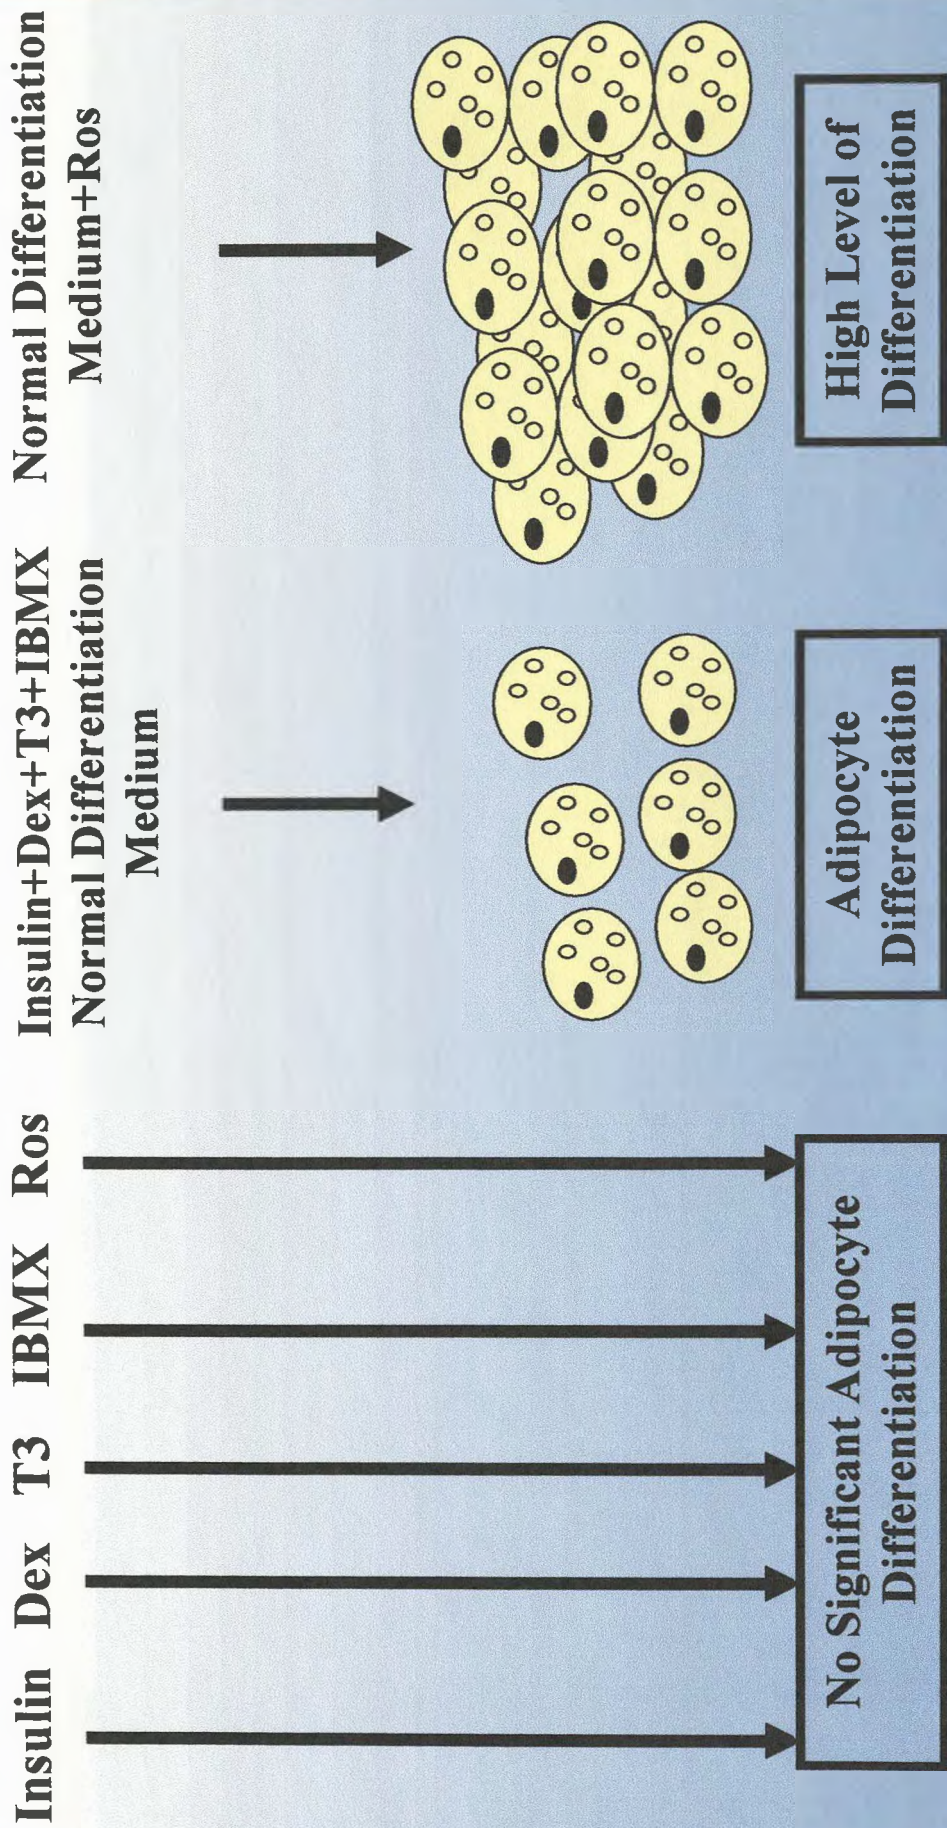 Insulin
Dex
T3
IBMX
Ros
Insulin+Dex+T3+IBMX
Normal Differentiation
Medium
Normal Differentiation
Medium+Ros
No Significant Adipocyte
Differentiation
Adipocyte
Differentiation
High Level of
Differentiation